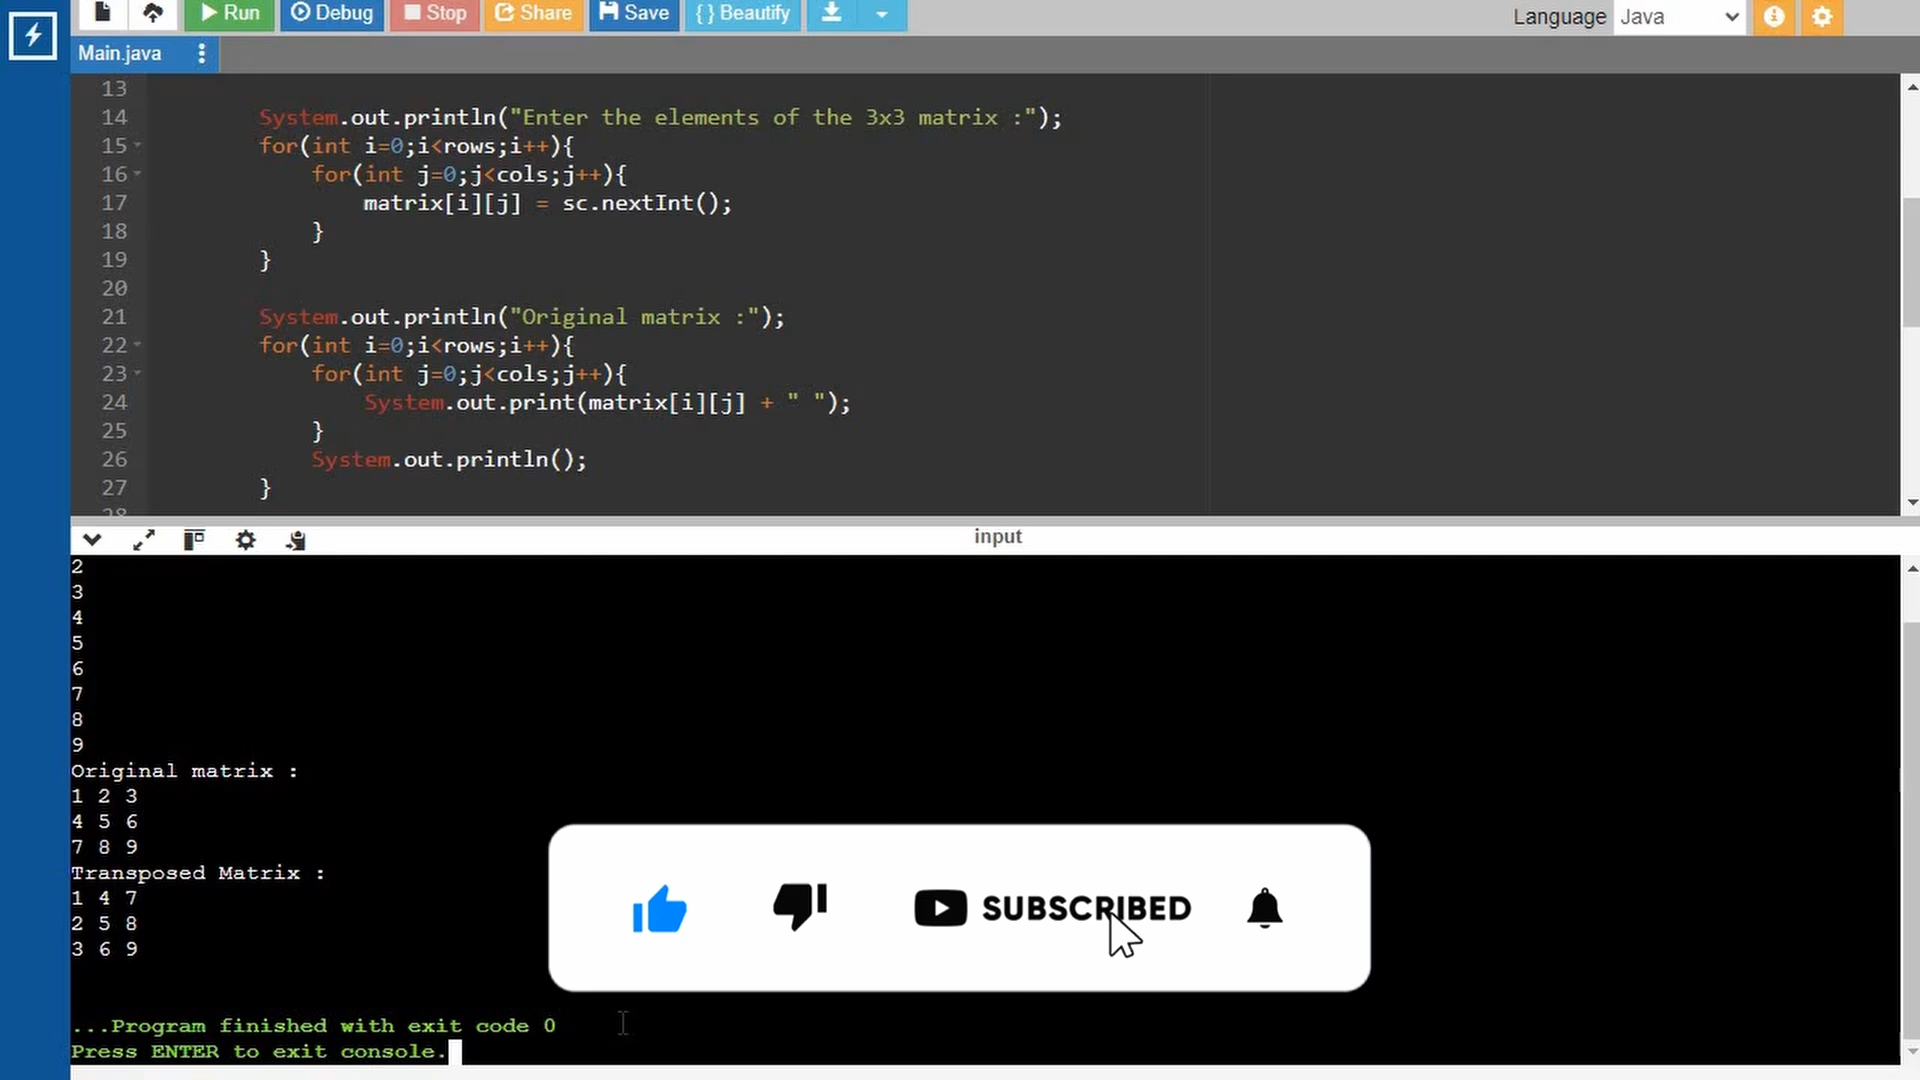 Run Debug Stop Share Save { } Beautify Language Java
Main.java
13
14 System.out.println("Enter the elements of the 3x3 matrix :");
15 for(int i=0;i<rows;i++){
16 for(int j=0;j<cols;j++){
17 matrix[i][j] = sc.nextInt();
18 }
19 }
20
21 System.out.println("Original matrix :");
22 for(int i=0;i<rows;i++){
23 for(int j=0;j<cols;j++){
24 System.out.print(matrix[i][j] + " ");
25 }
26 System.out.println();
27 }
28
input
2
3
4
5
6
7
8
9
Original matrix :
1 2 3
4 5 6
7 8 9
Transposed Matrix :
1 4 7
2 5 8
3 6 9
SUBSCRIBED
...Program finished with exit code 0
Press ENTER to exit console.